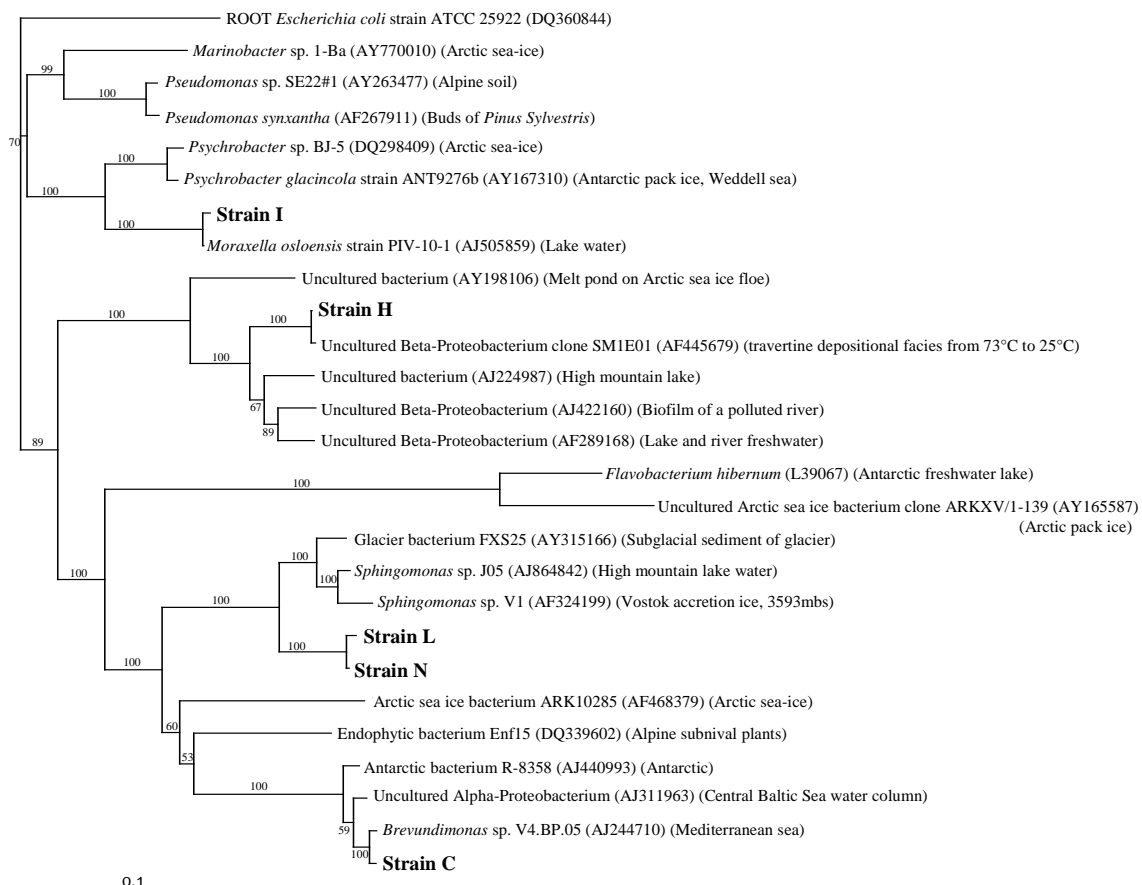 ROOT Escherichia coli strain ATCC 25922 (DQ360844)
Marinobacter sp. 1-Ba (AY770010) (Arctic sea-ice)
99
Pseudomonas sp. SE22#1 (AY263477) (Alpine soil)
100
Pseudomonas synxantha (AF267911) (Buds of Pinus Sylvestris)
70
Psychrobacter sp. BJ-5 (DQ298409) (Arctic sea-ice)
100
Psychrobacter glacincola strain ANT9276b (AY167310) (Antarctic pack ice, Weddell sea)
100
Strain I
100
Moraxella osloensis strain PIV-10-1 (AJ505859) (Lake water)
Uncultured bacterium (AY198106) (Melt pond on Arctic sea ice floe)
Strain H
100
100
Uncultured Beta-Proteobacterium clone SM1E01 (AF445679) (travertine depositional facies from 73°C to 25°C)
100
Uncultured bacterium (AJ224987) (High mountain lake)
67
Uncultured Beta-Proteobacterium (AJ422160) (Biofilm of a polluted river)
89
Uncultured Beta-Proteobacterium (AF289168) (Lake and river freshwater)
89
Flavobacterium hibernum (L39067) (Antarctic freshwater lake)
100
Uncultured Arctic sea ice bacterium clone ARKXV/1-139 (AY165587)
(Arctic pack ice)
Glacier bacterium FXS25 (AY315166) (Subglacial sediment of glacier)
100
Sphingomonas sp. J05 (AJ864842) (High mountain lake water)
100
100
Sphingomonas sp. V1 (AF324199) (Vostok accretion ice, 3593mbs)
100
Strain L
100
100
Strain N
Arctic sea ice bacterium ARK10285 (AF468379) (Arctic sea-ice)
60
Endophytic bacterium Enf15 (DQ339602) (Alpine subnival plants)
53
Antarctic bacterium R-8358 (AJ440993) (Antarctic)
100
Uncultured Alpha-Proteobacterium (AJ311963) (Central Baltic Sea water column)
59
Brevundimonas sp. V4.BP.05 (AJ244710) (Mediterranean sea)
100
Strain C
0.1